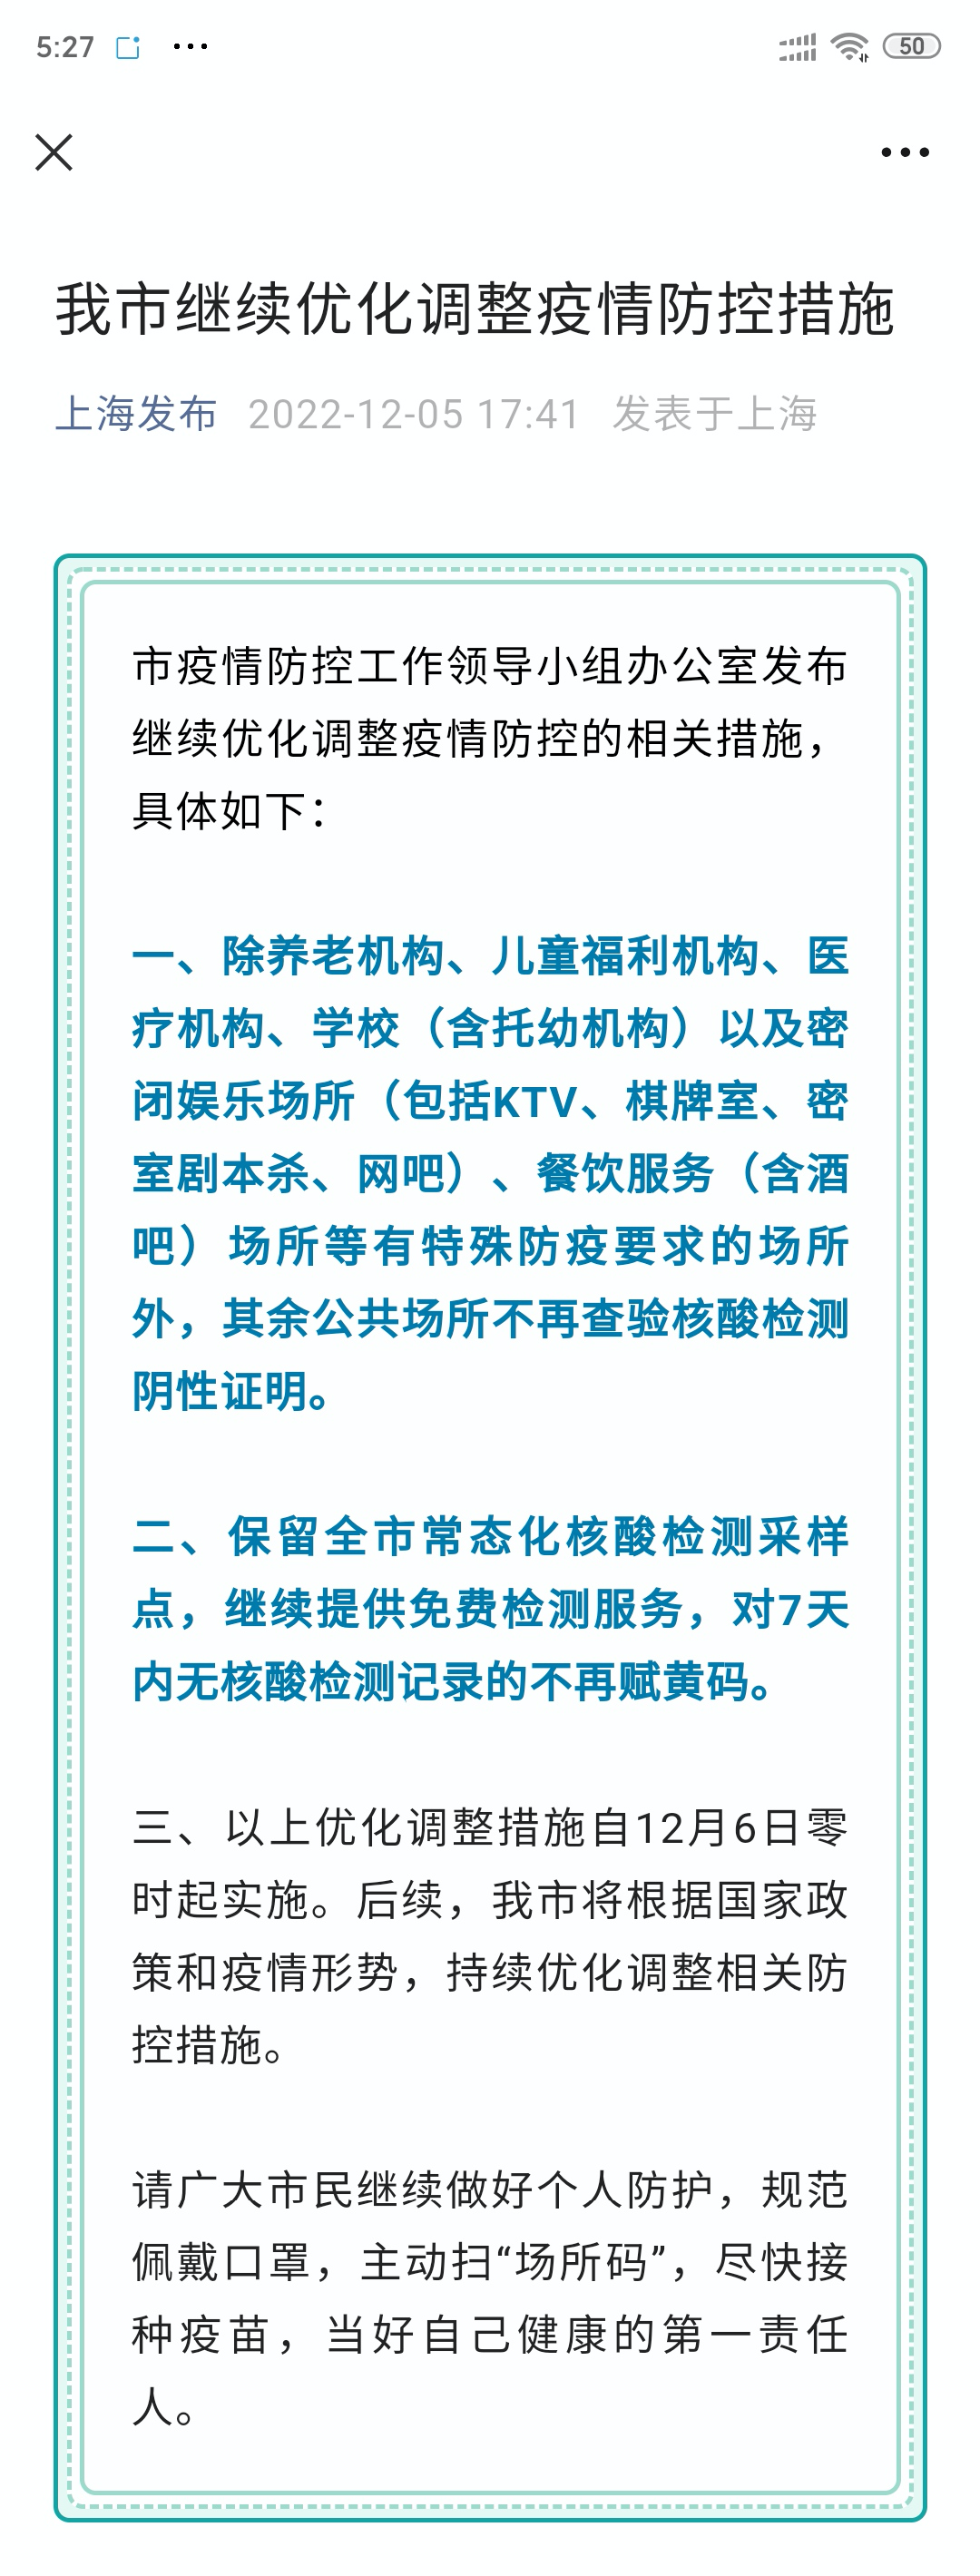 5:27
50
我市继续优化调整疫情防控措施
上海发布 2022-12-05 17:41 发表于上海
市疫情防控工作领导小组办公室发布
继续优化调整疫情防控的相关措施，
具体如下：
一、除养老机构、儿童福利机构、医
疗机构、学校（含托幼机构）以及密
闭娱乐场所（包括KTV、棋牌室、密
室剧本杀、网吧）、餐饮服务（含酒
吧）场所等有特殊防疫要求的场所
外，其余公共场所不再查验核酸检测
阴性证明。
二、保留全市常态化核酸检测采样
点，继续提供免费检测服务，对7天
内无核酸检测记录的不再赋黄码。
三、以上优化调整措施自12月6日零
时起实施。后续，我市将根据国家政
策和疫情形势，持续优化调整相关防
控措施。
请广大市民继续做好个人防护，规范
佩戴口罩，主动扫“场所码”，尽快接
种疫苗，当好自己健康的第一责任
人。